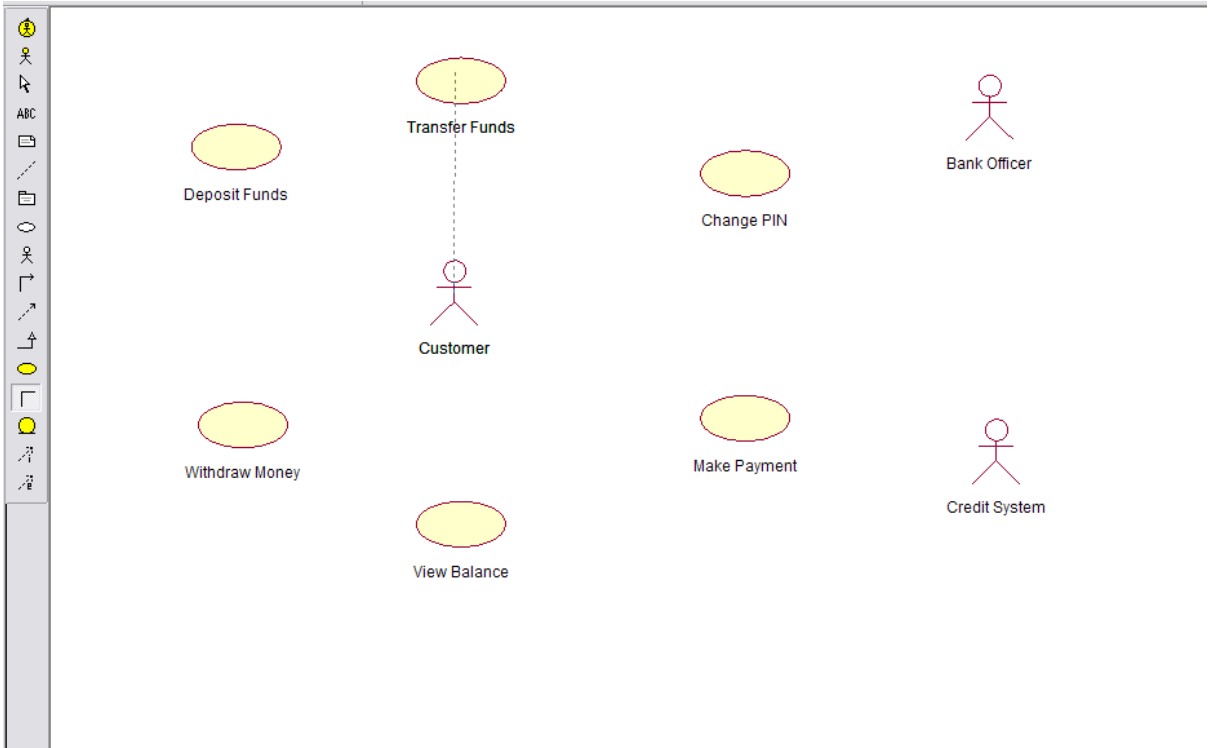 ABC
Transfer Funds
Deposit Funds
Bank Officer
Change PIN
Customer
Withdraw Money
Make Payment
Credit System
View Balance